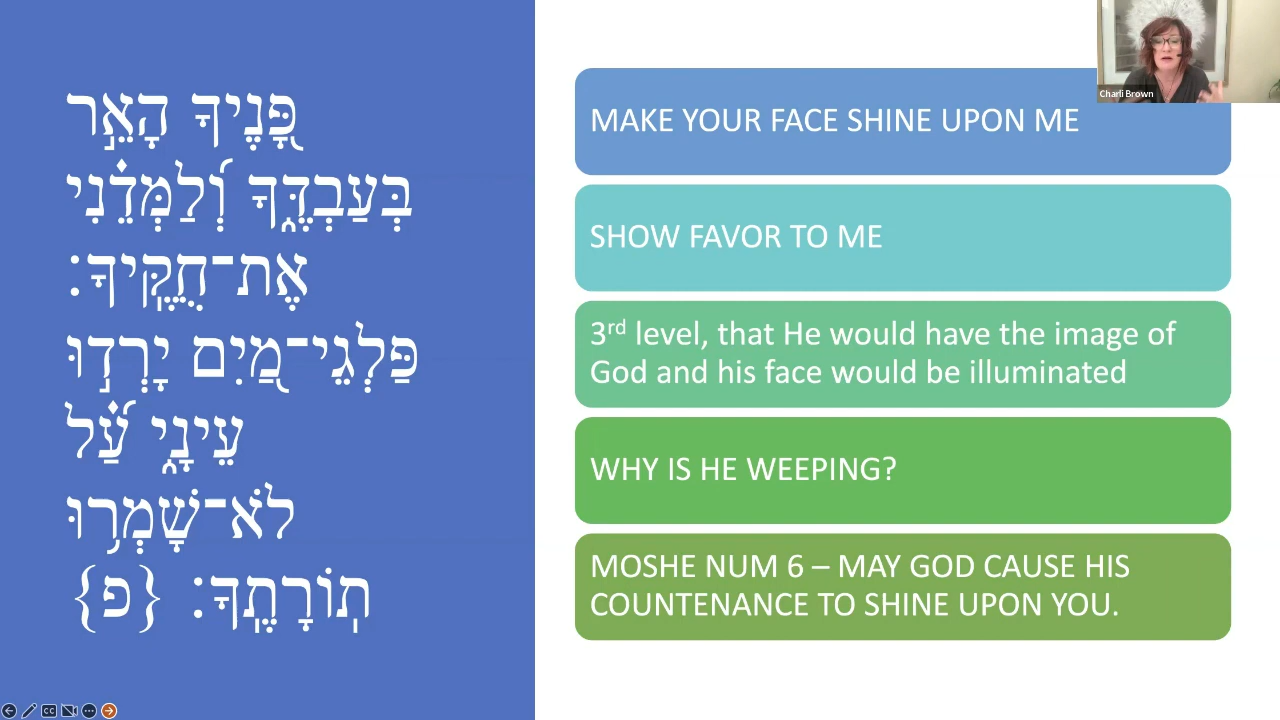 פָּ֭נֶיךָ הָאֵ֣ר
בְּעַבְדֶּ֑ךָ וְ֝לַמְּדֵ֗נִי
אֶת־חֻקֶּֽיךָ׃
פַּלְגֵי־מַ֭יִם יָרְד֣וּ
עֵינָ֑י עַ֝֗ל
לֹא־שָׁמְר֥וּ
תוֹרָתֶֽךָ׃ {פ}
MAKE YOUR FACE SHINE UPON ME
SHOW FAVOR TO ME
3rd level, that He would have the image of
God and his face would be illuminated
WHY IS HE WEEPING?
MOSHE NUM 6 – MAY GOD CAUSE HIS
COUNTENANCE TO SHINE UPON YOU.
Charli Brown
CC